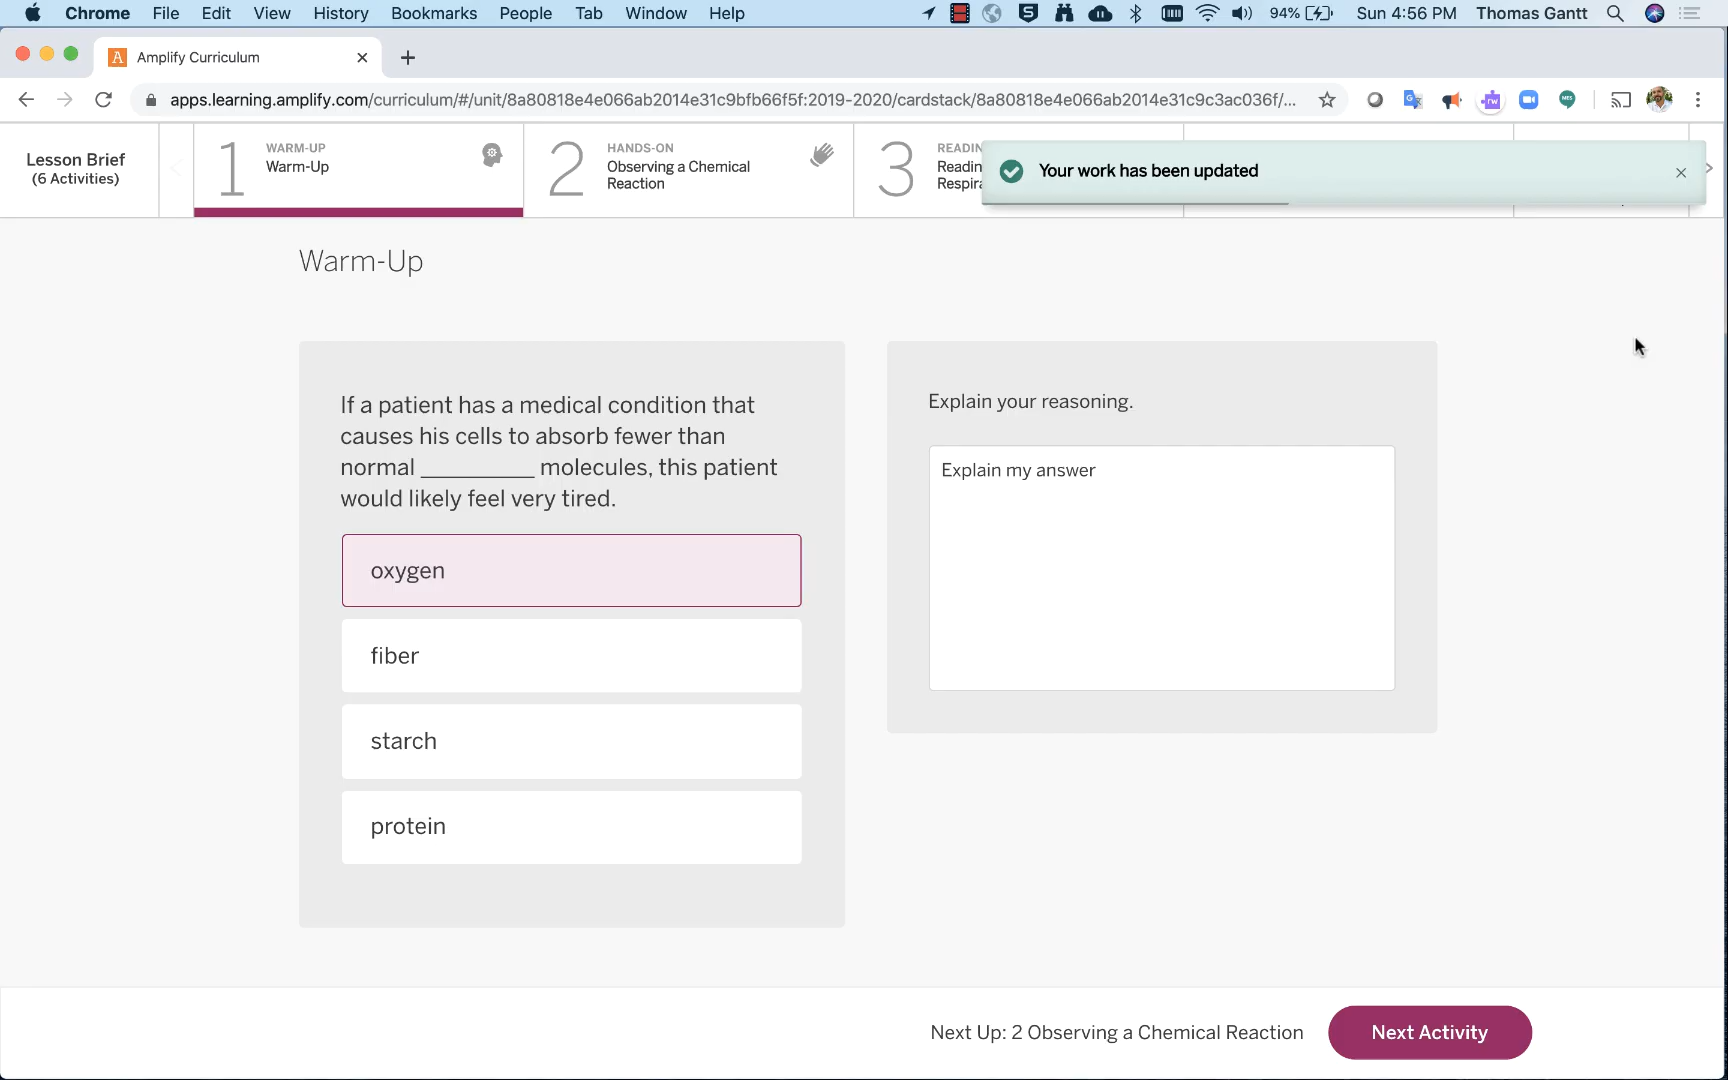 Chrome File Edit View History Bookmarks People Tab Window Help 94% Sun 4:56 PM Thomas Gantt
Amplify Curriculum
apps.learning.amplify.com/curriculum/#/unit/8a80818e4e066ab2014e31c9bfb66f5f:2019-2020/cardstack/8a80818e4e066ab2014e31c9c3ac036f/...
Lesson Brief
(6 Activities)
1
WARM-UP
Warm-Up
2
HANDS-ON
Observing a Chemical
Reaction
3
Your work has been updated
Warm-Up
If a patient has a medical condition that
causes his cells to absorb fewer than
normal __________ molecules, this patient
would likely feel very tired.
oxygen
fiber
starch
protein
Explain your reasoning.
Explain my answer
Next Up: 2 Observing a Chemical Reaction
Next Activity